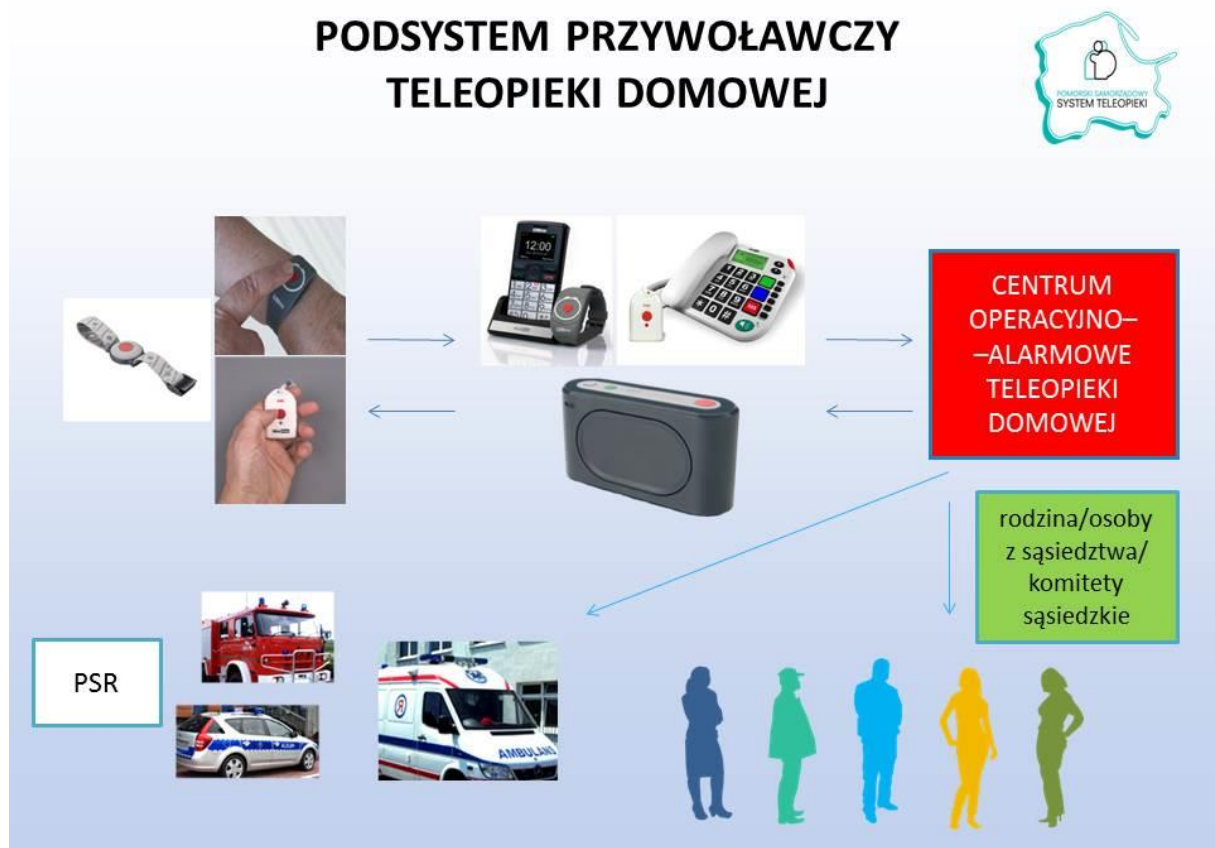 PODSYSTEM PRZYWOŁAWCZY
TELEOPIEKI DOMOWEJ
POMORSKI SAMORZĄDOWY
SYSTEM TELEOPIEKI
12:00
CENTRUM
OPERACYJNO–
–ALARMOWE
TELEOPIEKI
DOMOWEJ
rodzina/osoby
z sąsiedztwa/
komitety
sąsiedzkie
PSR
AMBULANS